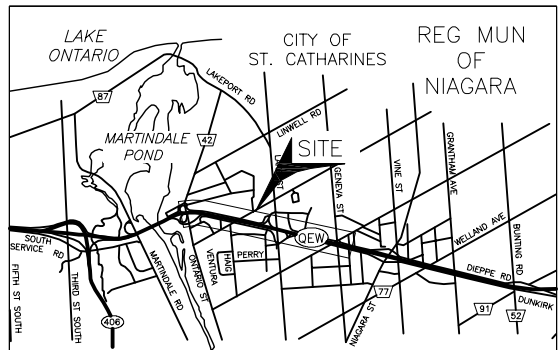 LAKE
ONTARIO
CITY OF
ST. CATHARINES
REG MUN
OF
NIAGARA
LAKEPORT RD
87
42
LINWELL RD
MARTINDALE
POND
SITE
GENEVA ST
VINE ST
GRANTHAM AVE
WELLAND AVE
BUNTING RD
QEW
SOUTH
SERVICE RD
FIFTH ST SOUTH
THIRD ST SOUTH
406
MARTINDALE RD
ONTARIO ST
VENTURA
HAIG
PERRY
NIAGARA ST
77
DIEPPE RD
DUNKIRK
91
52